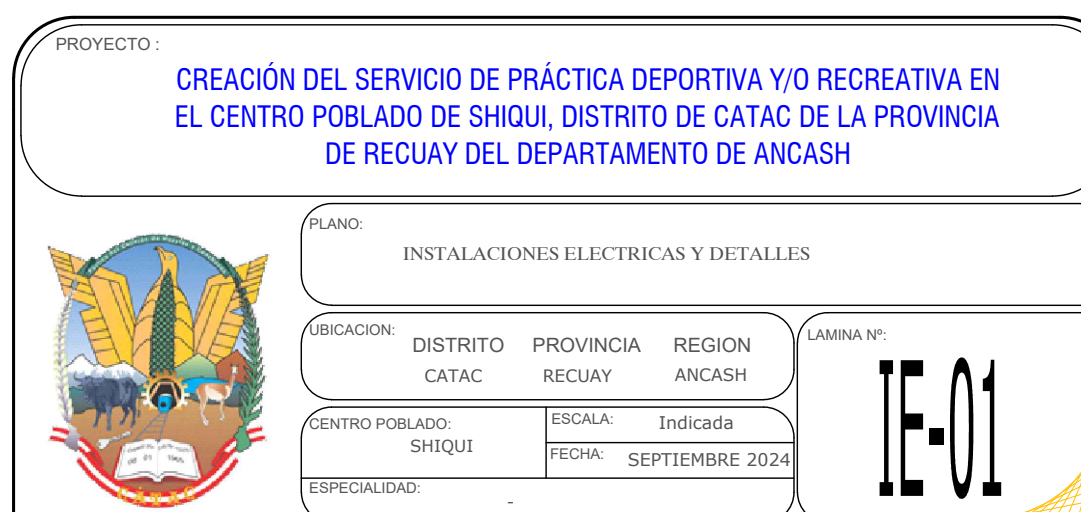 PROYECTO :
CREACIÓN DEL SERVICIO DE PRÁCTICA DEPORTIVA Y/O RECREATIVA EN
EL CENTRO POBLADO DE SHIQUI, DISTRITO DE CATAC DE LA PROVINCIA
DE RECUAY DEL DEPARTAMENTO DE ANCASH
PLANO:
INSTALACIONES ELECTRICAS Y DETALLES
UBICACION:
DISTRITO PROVINCIA REGION
CATAC RECUAY ANCASH
LAMINA Nº:
IE-01
CENTRO POBLADO:
SHIQUI
ESCALA: Indicada
FECHA: SEPTIEMBRE 2024
ESPECIALIDAD:
-
CÁTAC